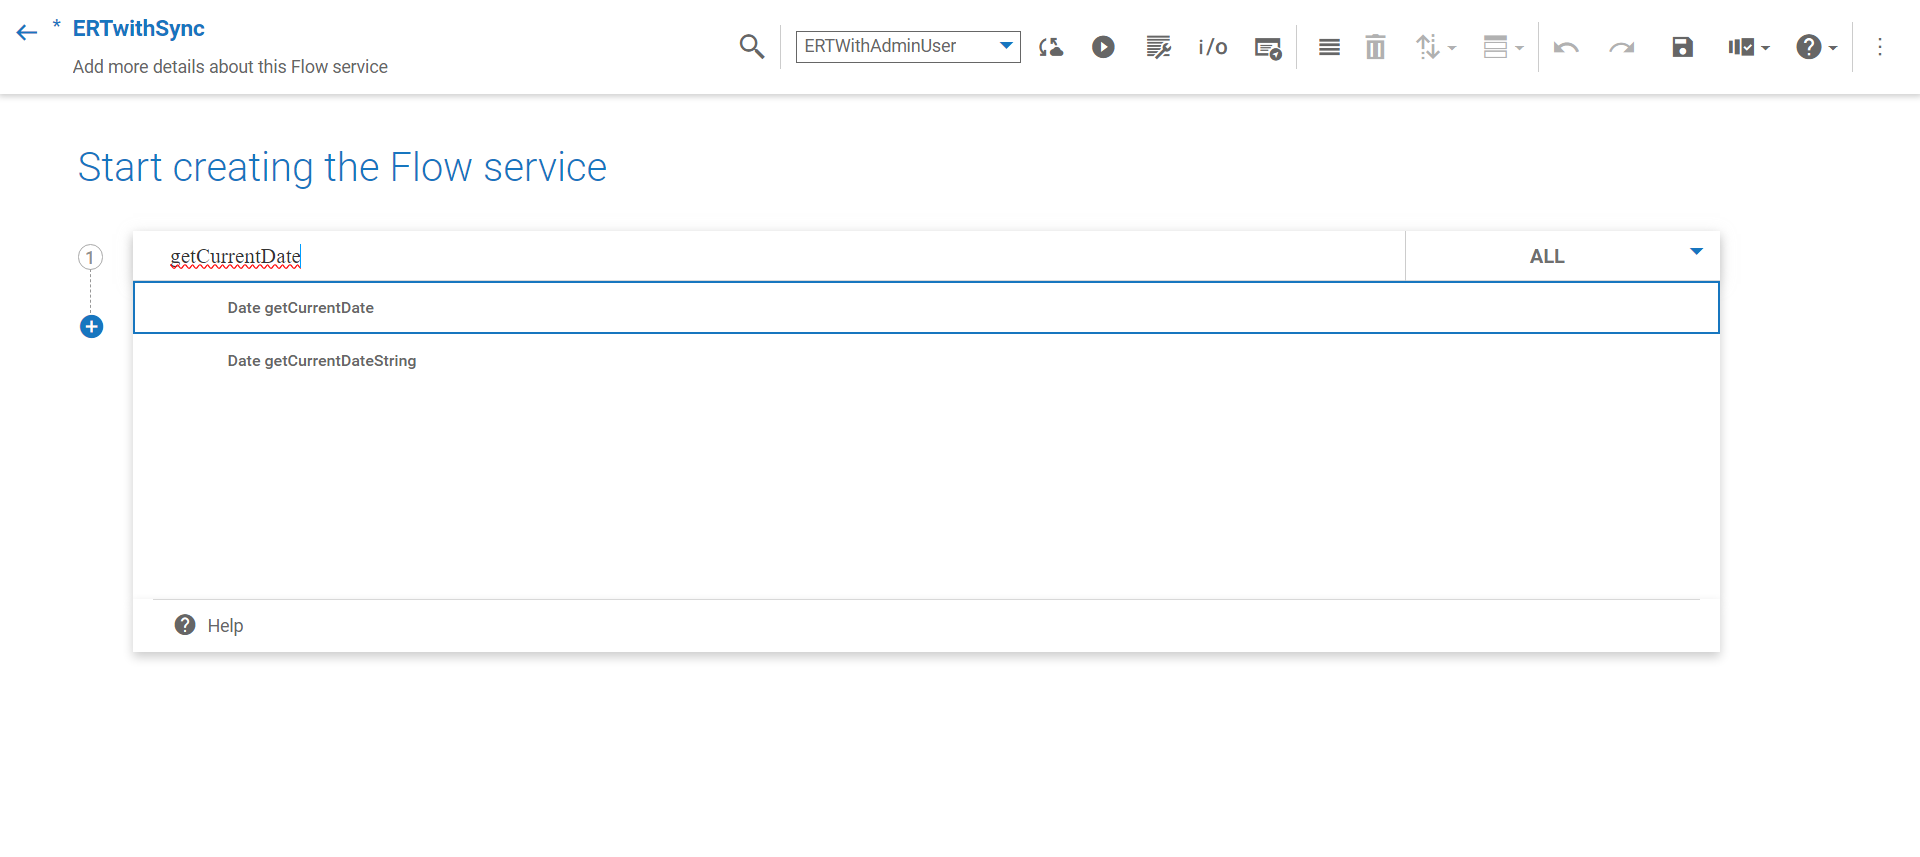 * ERTwithSync
Add more details about this Flow service
ERTWithAdminUser
i/o
Start creating the Flow service
1
getCurrentDate
ALL
Date getCurrentDate
Date getCurrentDateString
Help